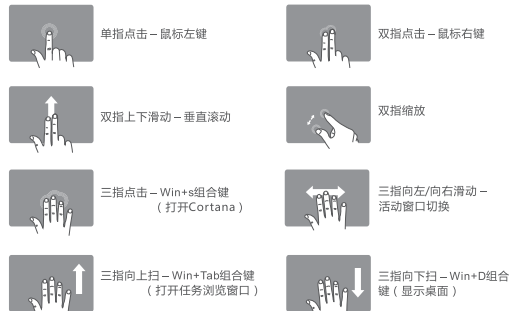 单指点击 – 鼠标左键
双指点击 – 鼠标右键
双指上下滑动 – 垂直滚动
双指缩放
三指点击 – Win+s组合键
（打开Cortana）
三指向左/向右滑动 –
活动窗口切换
三指向上扫 – Win+Tab组合键
（打开任务浏览窗口）
三指向下扫 – Win+D组合
键（显示桌面）